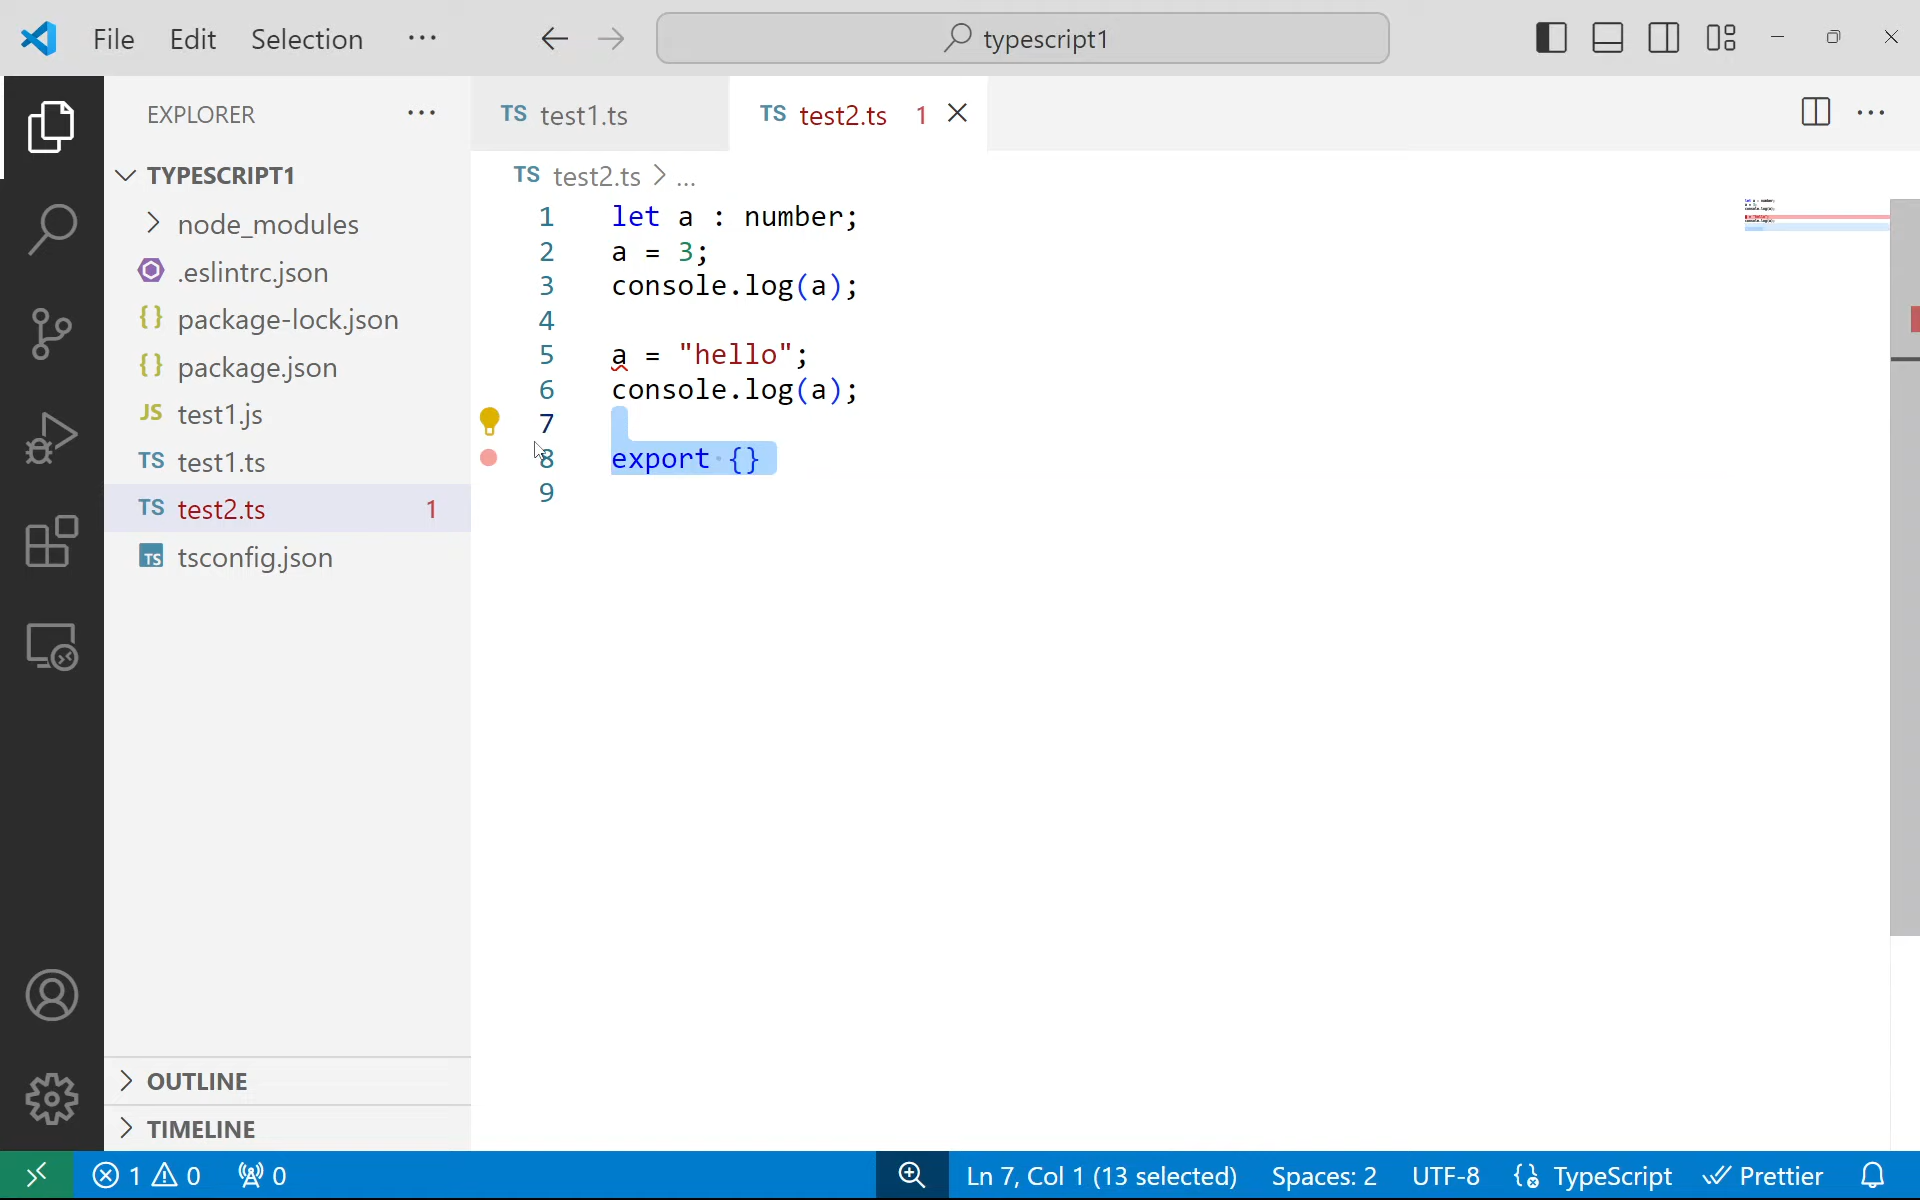 File Edit Selection ···
typescript1
EXPLORER ···
TYPESCRIPT1
node_modules
.eslintrc.json
{} package-lock.json
{} package.json
JS test1.js
TS test1.ts
TS test2.ts 1
TS tsconfig.json
OUTLINE
TIMELINE
TS test1.ts
TS test2.ts 1
TS test2.ts > ...
1 let a : number;
2 a = 3;
3 console.log(a);
4
5 a = "hello";
6 console.log(a);
7
8 export {}
9
1 0 0
Ln 7, Col 1 (13 selected) Spaces: 2 UTF-8 {} TypeScript Prettier